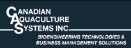 CANADIAN
AQUACULTURE
SYSTEMS INC.
BIOENGINEERING TECHNOLOGIES &
BUSINESS MANAGEMENT SOLUTIONS